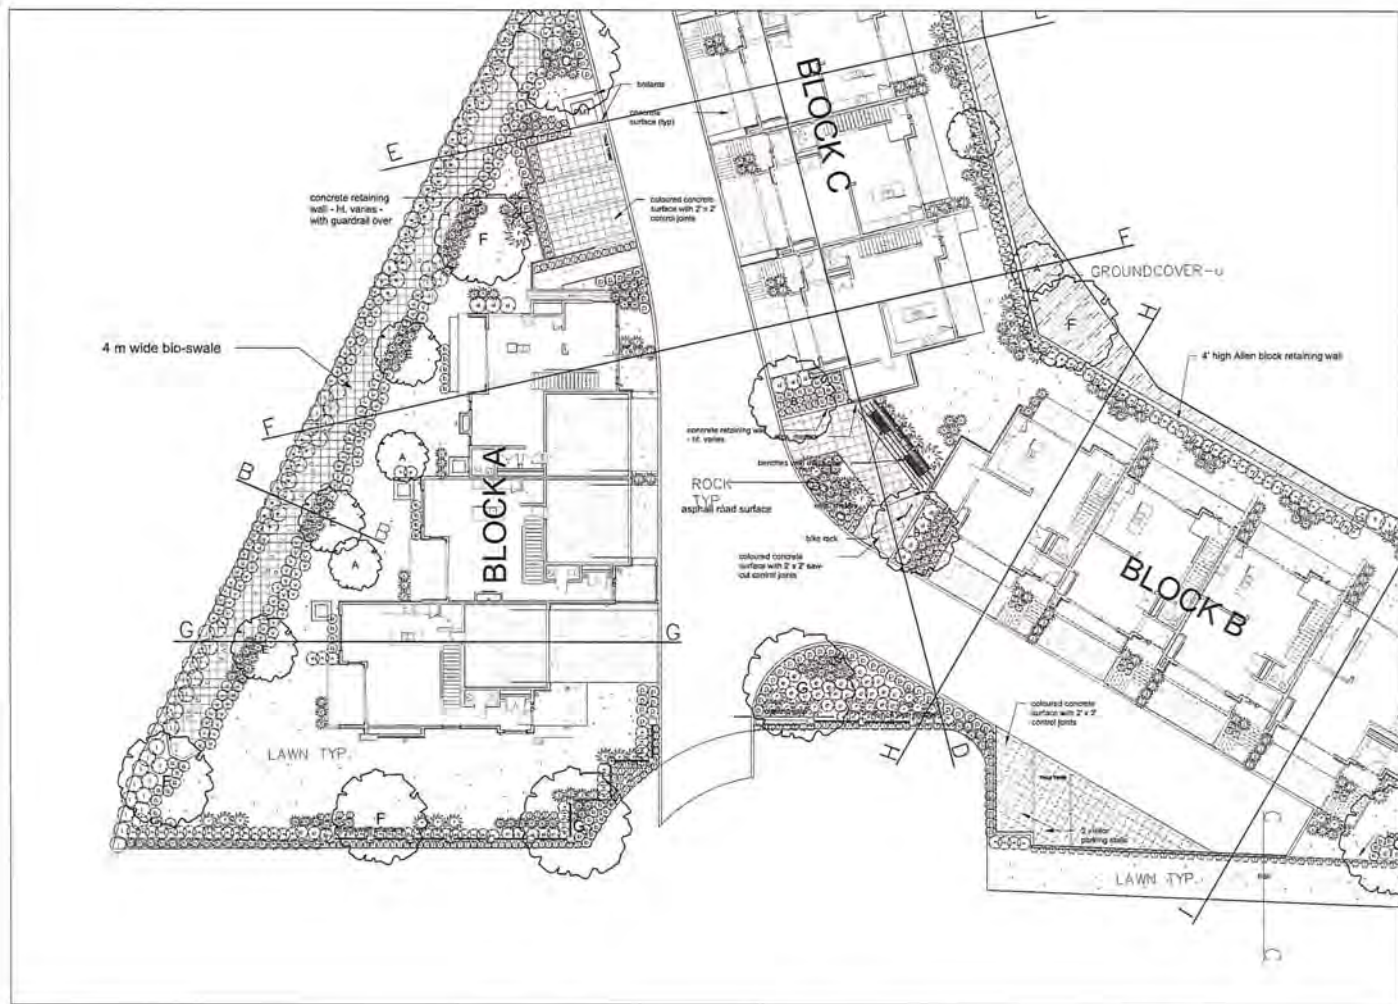 BLOCK C
bollards
concrete
surface (typ)
E
concrete retaining
wall - ht. varies -
with guardrail over
coloured concrete
surface with 2' x 2'
control joints
F
F
GROUNDCOVER-u
A
F
H
4 m wide bio-swale
4' high Allen block retaining wall
F
B
A
B
concrete retaining wall
- ht. varies
BLOCK A
ROCK
TYP.
asphalt road surface
bike rack
coloured concrete
surface with 2' x 2' saw-
cut control joints
A
BLOCK B
G
G
G
coloured concrete
surface with 2' x 2'
control joints
H
D
LAWN TYP.
F
G
2 visitor
parking stalls
LAWN TYP.
C
I
C